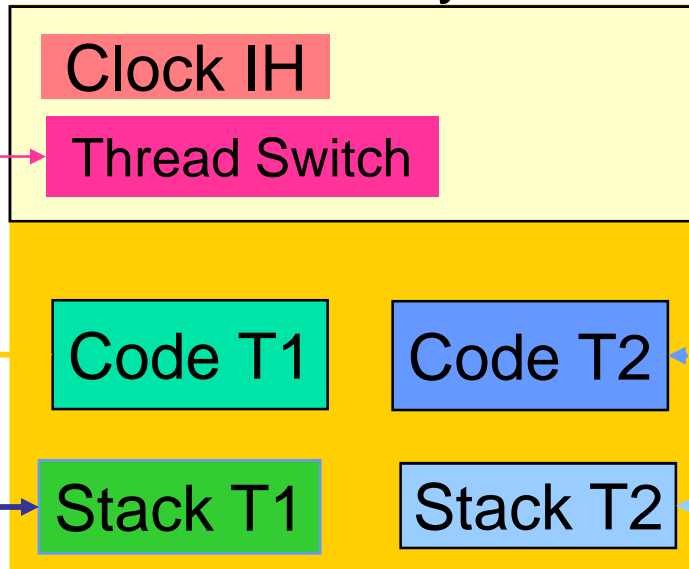 Clock IH
Thread Switch
Code T1
Code T2
Stack T1
Stack T2